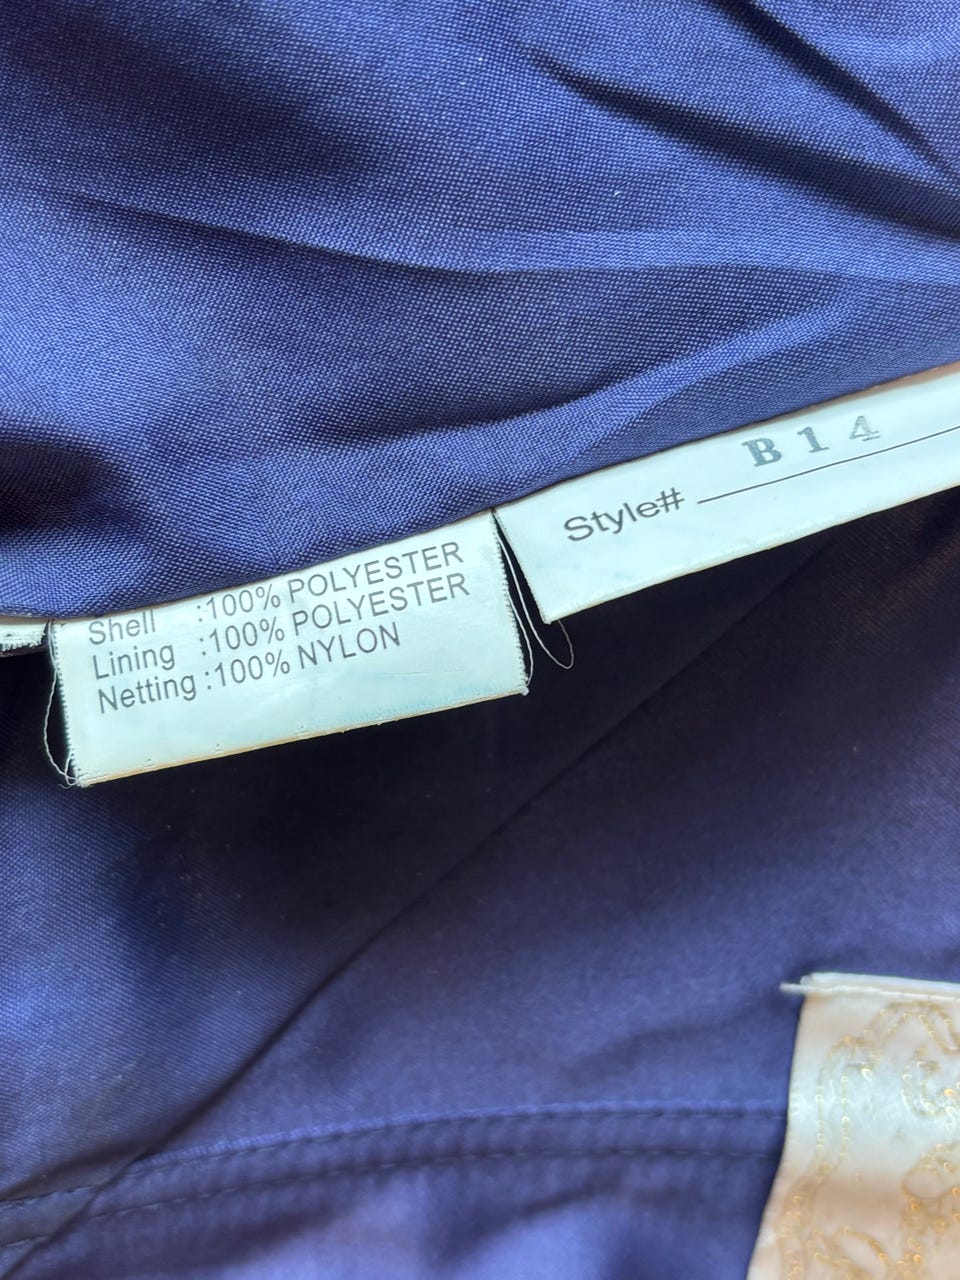 Shell :100% POLYESTER
Lining :100% POLYESTER
Netting :100% NYLON
B14
Style#